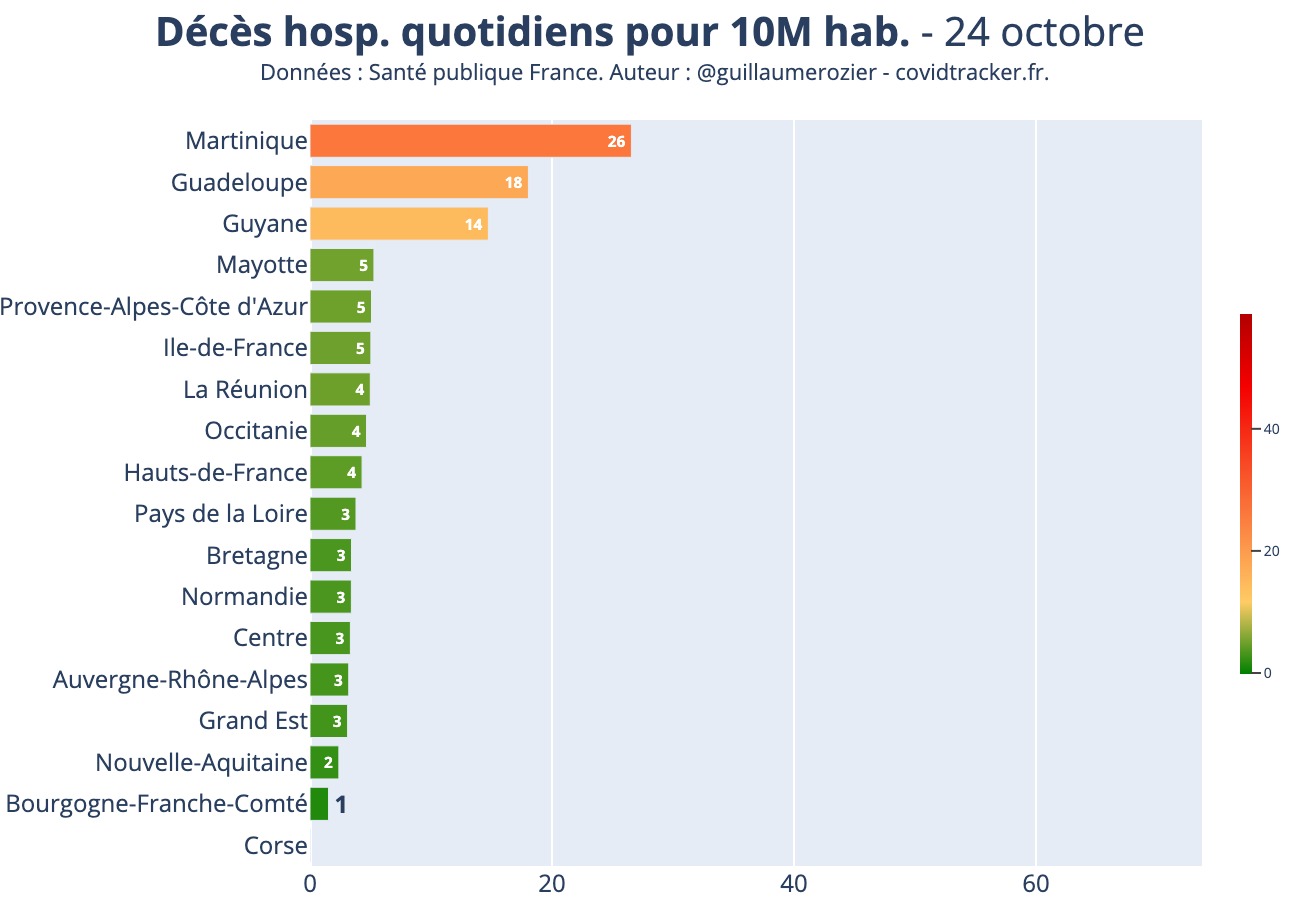 Décès hosp. quotidiens pour 10M hab. - 24 octobre
Données : Santé publique France. Auteur : @guillaumerozier - covidtracker.fr.
Martinique 26
Guadeloupe 18
Guyane 14
Mayotte 5
Provence-Alpes-Côte d'Azur 5
Ile-de-France 5
La Réunion 4
Occitanie 4
Hauts-de-France 4
Pays de la Loire 3
Bretagne 3
Normandie 3
Centre 3
Auvergne-Rhône-Alpes 3
Grand Est 3
Nouvelle-Aquitaine 2
Bourgogne-Franche-Comté 1
Corse
0 20 40 60
40
20
0